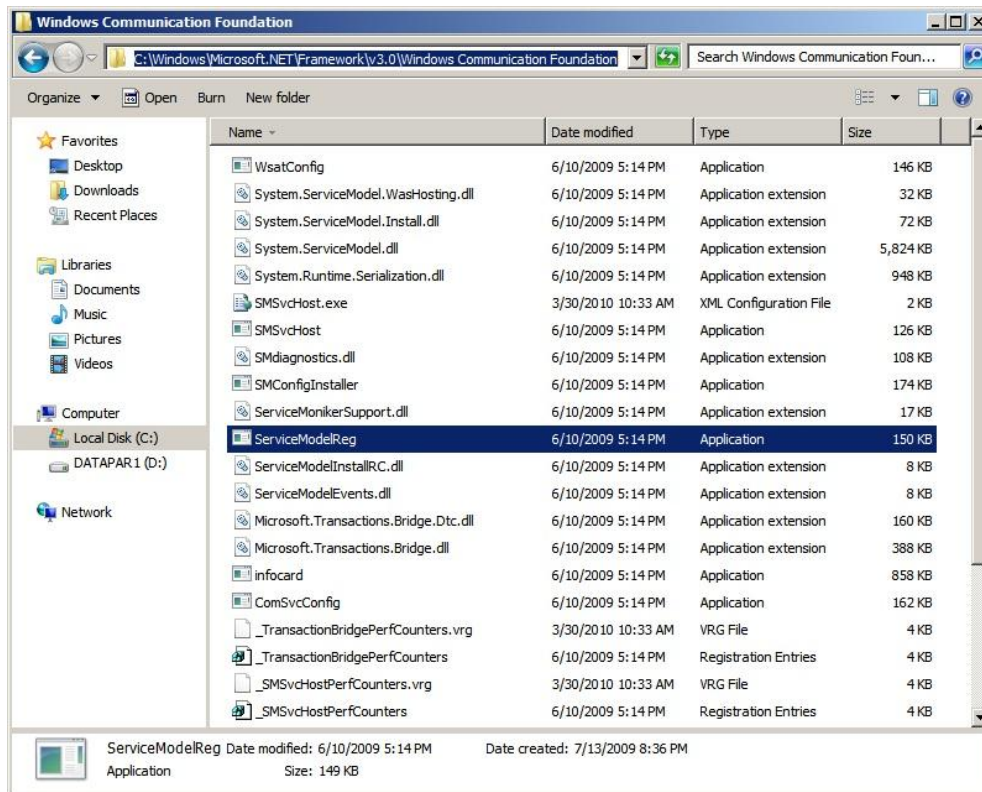 Windows Communication Foundation
C:\Windows\Microsoft.NET\Framework\v3.0\Windows Communication Foundation
Search Windows Communication Foun...
Organize Open Burn New folder
Favorites
Desktop
Downloads
Recent Places
Libraries
Documents
Music
Pictures
Videos
Computer
Local Disk (C:)
DATAPAR1 (D:)
Network
Name Date modified Type Size
WsatConfig 6/10/2009 5:14 PM Application 146 KB
System.ServiceModel.WasHosting.dll 6/10/2009 5:14 PM Application extension 32 KB
System.ServiceModel.Install.dll 6/10/2009 5:14 PM Application extension 72 KB
System.ServiceModel.dll 6/10/2009 5:14 PM Application extension 5,824 KB
System.Runtime.Serialization.dll 6/10/2009 5:14 PM Application extension 948 KB
SMSvcHost.exe 3/30/2010 10:33 AM XML Configuration File 2 KB
SMSvcHost 6/10/2009 5:14 PM Application 126 KB
SMdiagnostics.dll 6/10/2009 5:14 PM Application extension 108 KB
SMConfigInstaller 6/10/2009 5:14 PM Application 174 KB
ServiceMonikerSupport.dll 6/10/2009 5:14 PM Application extension 17 KB
ServiceModelReg 6/10/2009 5:14 PM Application 150 KB
ServiceModelInstallRC.dll 6/10/2009 5:14 PM Application extension 8 KB
ServiceModelEvents.dll 6/10/2009 5:14 PM Application extension 8 KB
Microsoft.Transactions.Bridge.Dtc.dll 6/10/2009 5:14 PM Application extension 160 KB
Microsoft.Transactions.Bridge.dll 6/10/2009 5:14 PM Application extension 388 KB
infocard 6/10/2009 5:14 PM Application 858 KB
ComSvcConfig 6/10/2009 5:14 PM Application 162 KB
_TransactionBridgePerfCounters.vrg 3/30/2010 10:33 AM VRG File 4 KB
_TransactionBridgePerfCounters 6/10/2009 5:14 PM Registration Entries 4 KB
_SMSvcHostPerfCounters.vrg 3/30/2010 10:33 AM VRG File 4 KB
_SMSvcHostPerfCounters 6/10/2009 5:14 PM Registration Entries 4 KB
ServiceModelReg Date modified: 6/10/2009 5:14 PM Date created: 7/13/2009 8:36 PM
Application Size: 149 KB